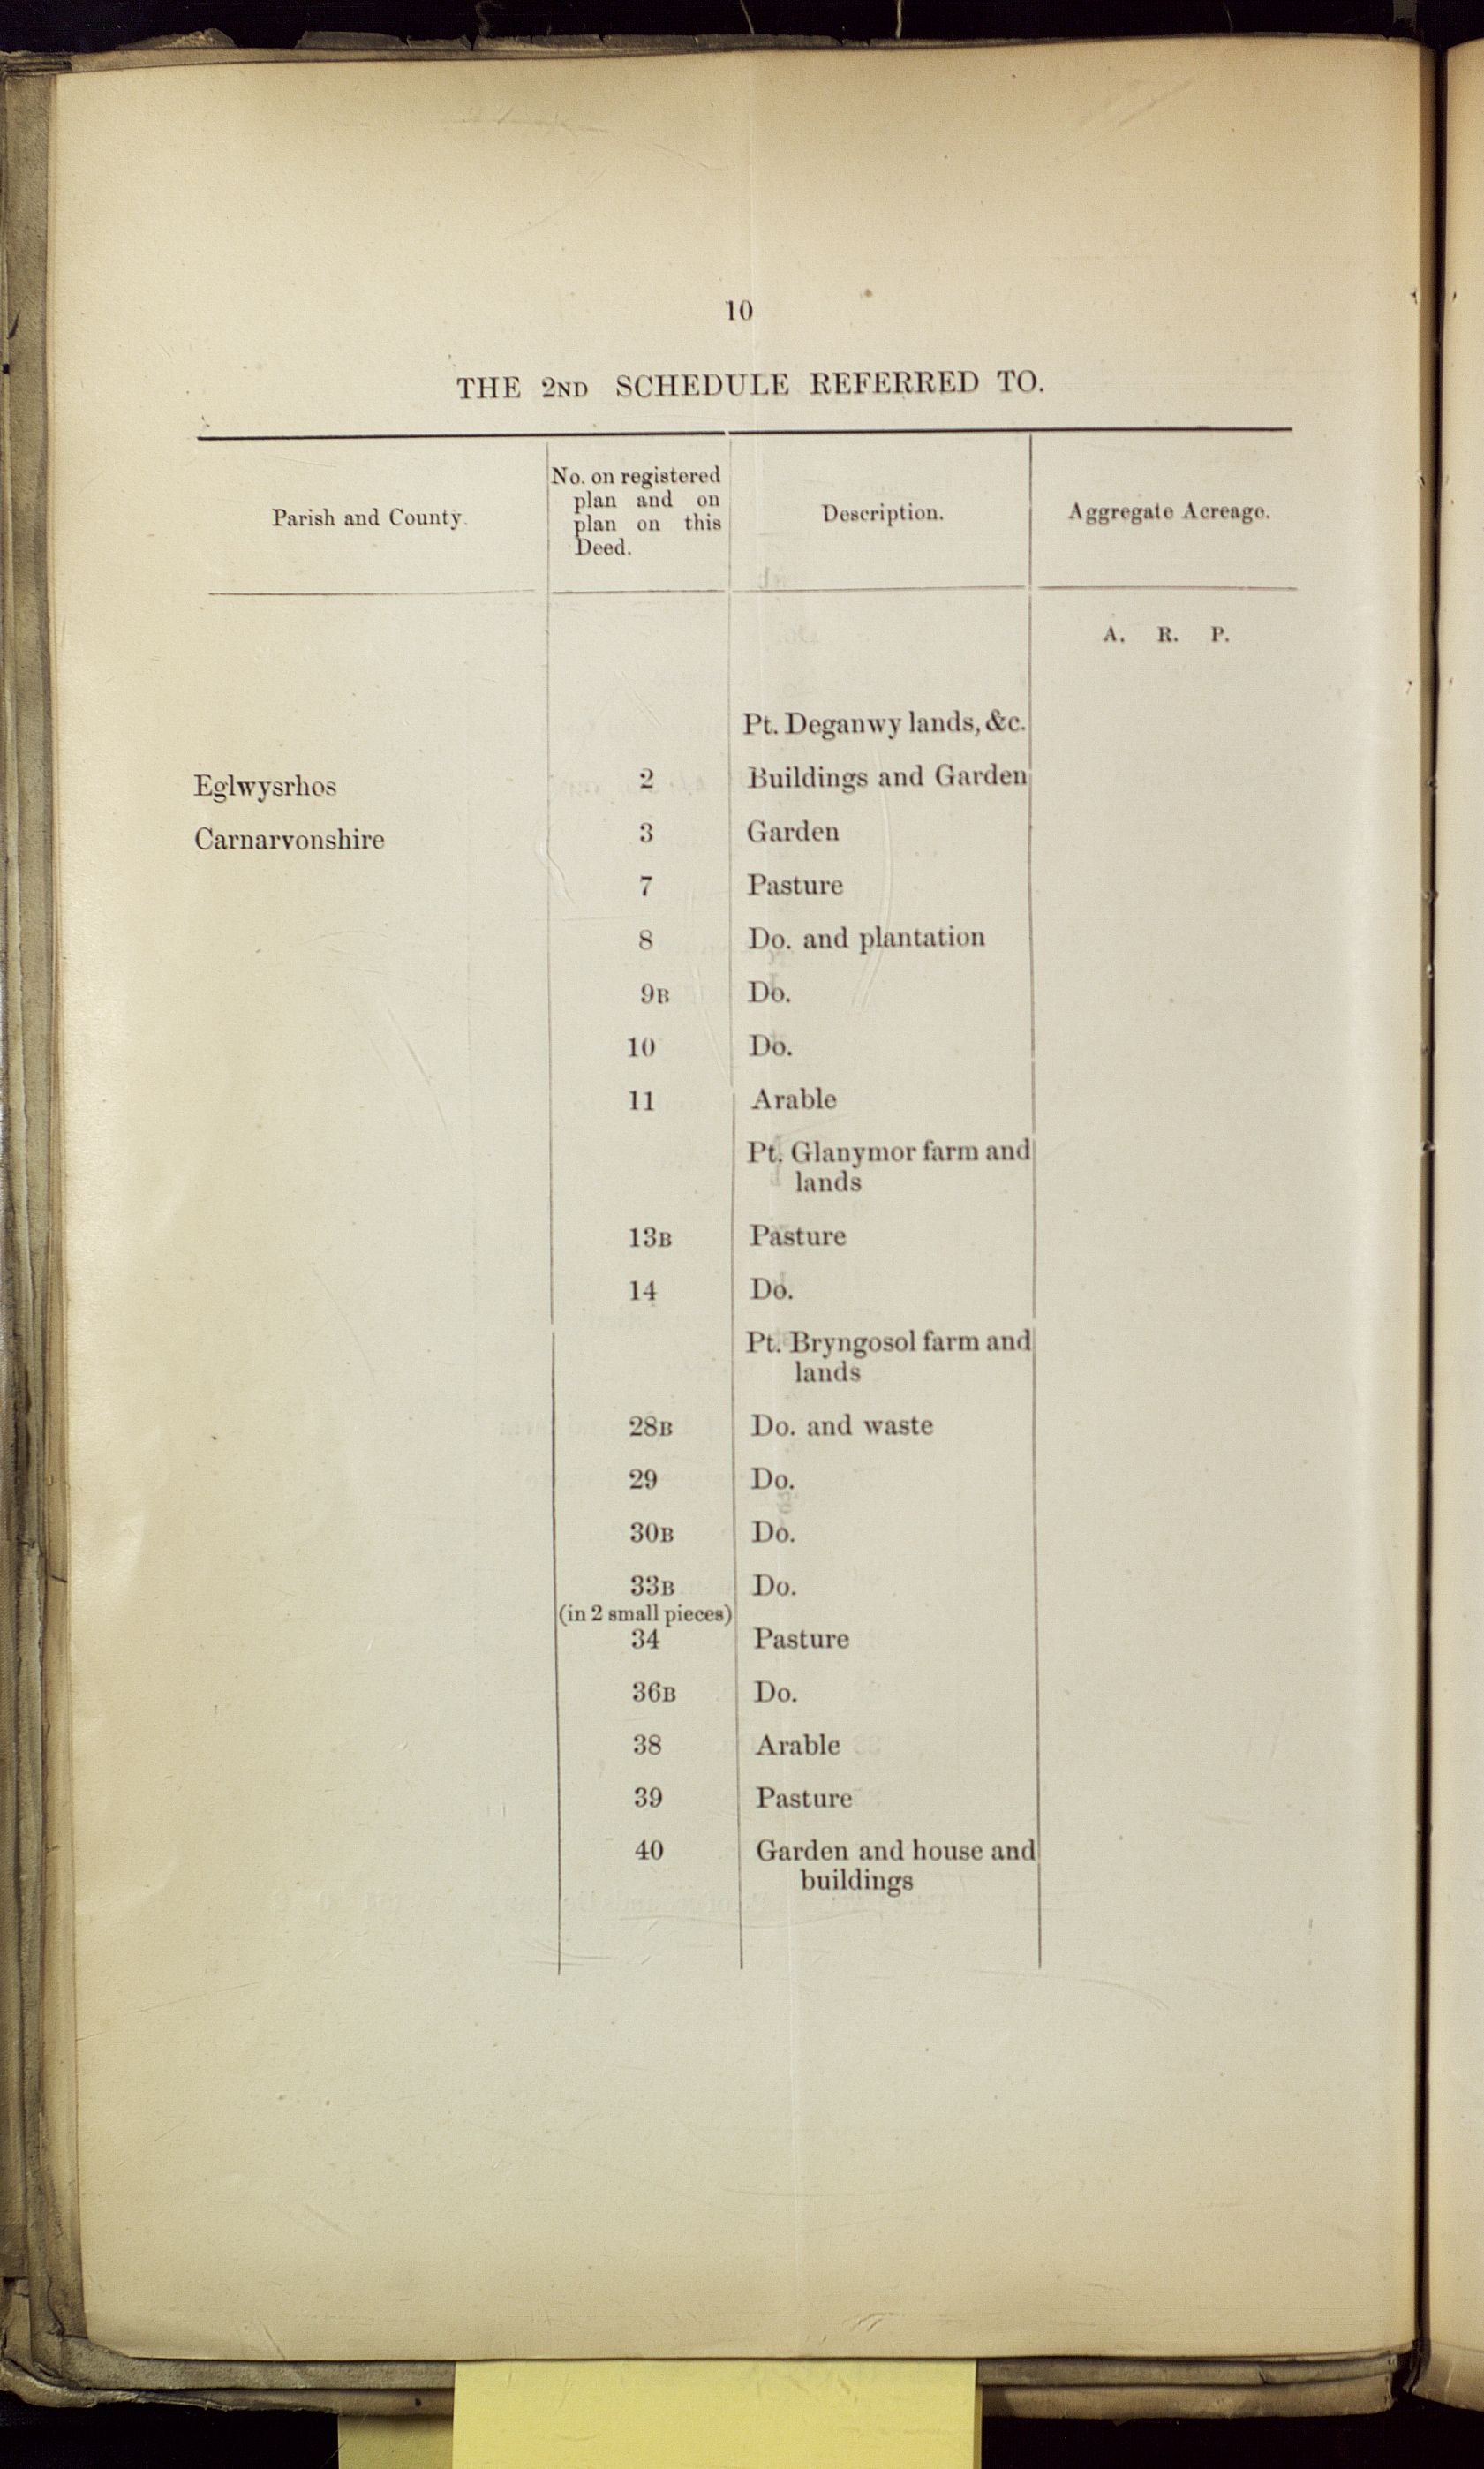 10
THE 2ND SCHEDULE REFERRED TO.
Parish and County.
No. on registered
plan and on
plan on this
Deed.
Description.
Aggregate Acreage.
A. R. P.
Pt. Deganwy lands, &c.
Eglwysrhos 2 Buildings and Garden
Carnarvonshire 3 Garden
7 Pasture
8 Do. and plantation
9B Do.
10 Do.
11 Arable
Pt. Glanymor farm and
lands
13B Pasture
14 Do.
Pt. Bryngosol farm and
lands
28B Do. and waste
29 Do.
30B Do.
33B Do.
(in 2 small pieces)
34 Pasture
36B Do.
38 Arable
39 Pasture
40 Garden and house and
buildings